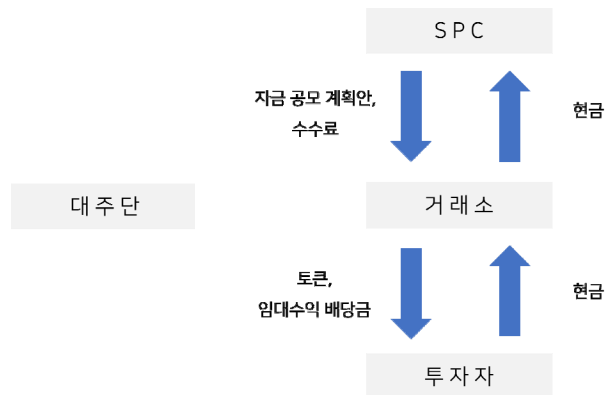 SPC
자금 공모 계획안,
수수료
현금
대주단
거래소
토큰,
임대수익 배당금
현금
투자자